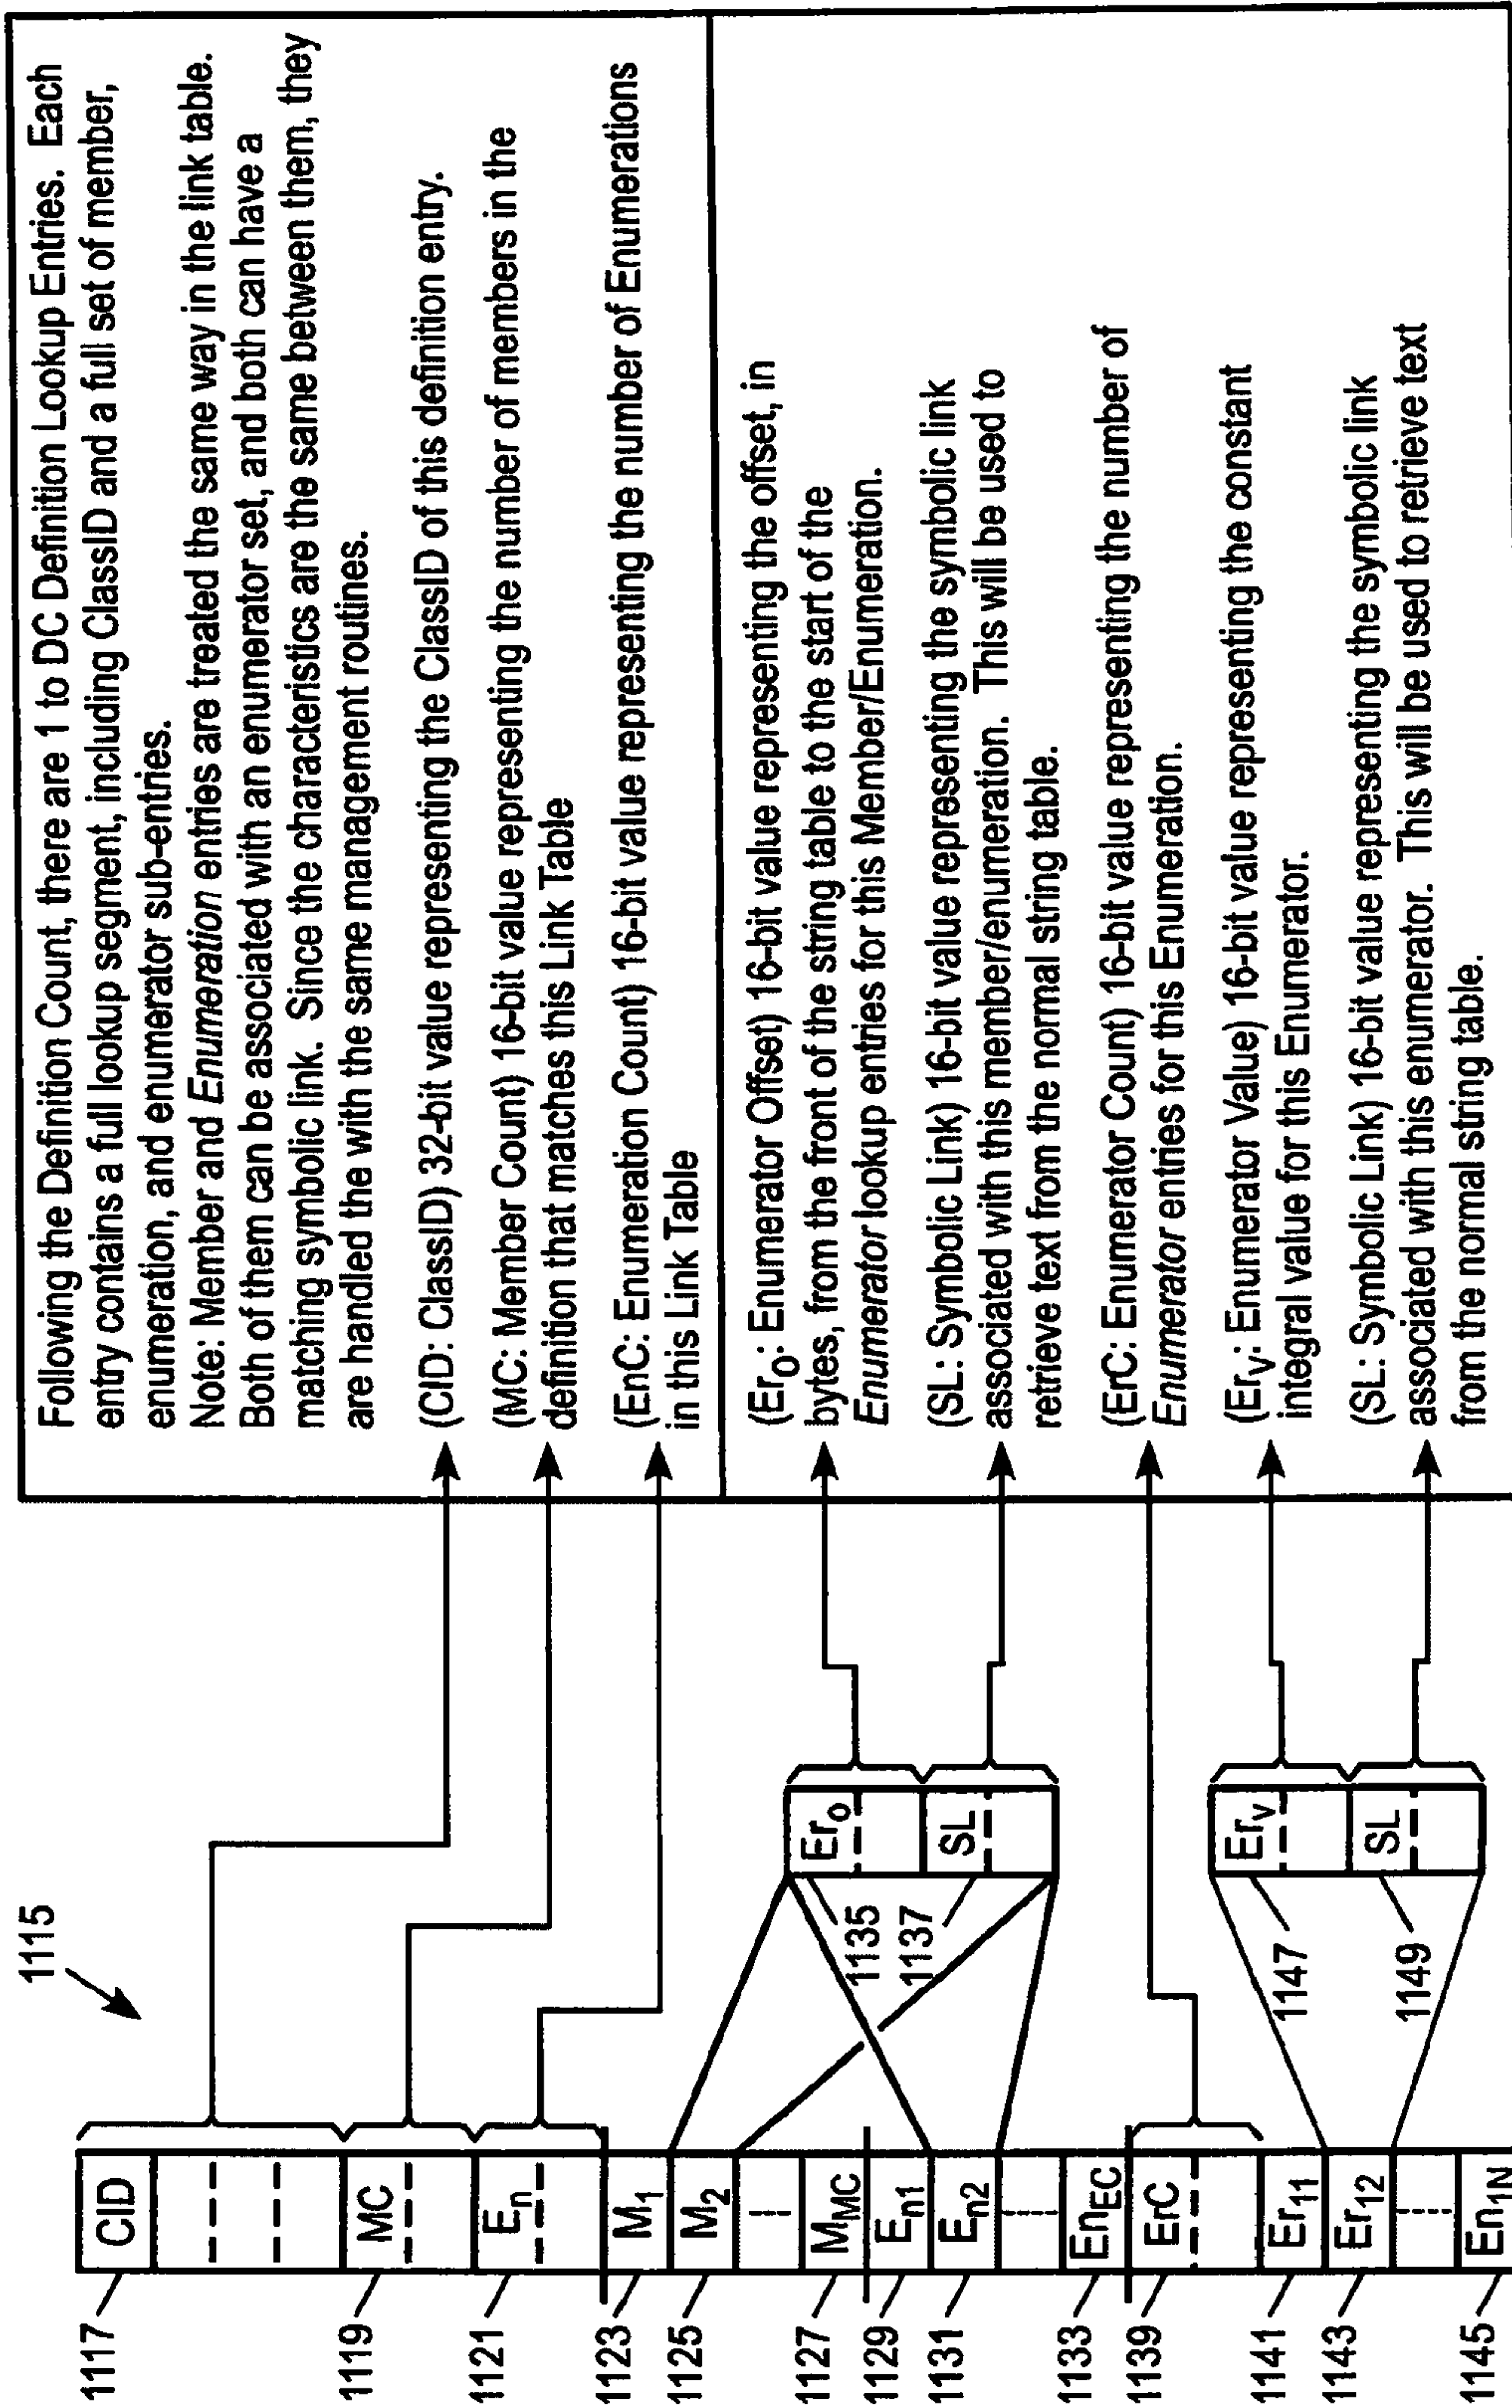 1115
1117
CID
1119
MC
1121
En
1123
M1
1125
M2
1127
MMC
1129
En1
1131
En2
1133
EnEC
1139
ErC
1141
Er11
1143
Er12
1145
En1N
1135
Ero
1137
SL
1147
Erv
1149
SL
Following the Definition Count, there are 1 to DC Definition Lookup Entries. Each
entry contains a full lookup segment, including ClassID and a full set of member,
enumeration, and enumerator sub-entries.
Note: Member and Enumeration entries are treated the same way in the link table.
Both of them can be associated with an enumerator set, and both can have a
matching symbolic link. Since the characteristics are the same between them, they
are handled the with the same management routines.
(CID: ClassID) 32-bit value representing the ClassID of this definition entry.
(MC: Member Count) 16-bit value representing the number of members in the
definition that matches this Link Table
(EnC: Enumeration Count) 16-bit value representing the number of Enumerations
in this Link Table
(Ero: Enumerator Offset) 16-bit value representing the offset, in
bytes, from the front of the string table to the start of the
Enumerator lookup entries for this Member/Enumeration.
(SL: Symbolic Link) 16-bit value representing the symbolic link
associated with this member/enumeration. This will be used to
retrieve text from the normal string table.
(ErC: Enumerator Count) 16-bit value representing the number of
Enumerator entries for this Enumeration.
(Erv: Enumerator Value) 16-bit value representing the constant
integral value for this Enumerator.
(SL: Symbolic Link) 16-bit value representing the symbolic link
associated with this enumerator. This will be used to retrieve text
from the normal string table.